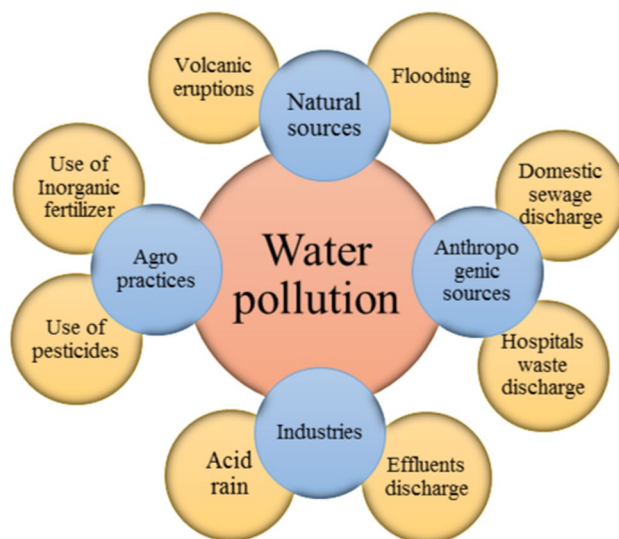 Volcanic
eruptions
Natural
sources
Flooding
Use of
Inorganic
fertilizer
Agro
practices
Use of
pesticides
Water
pollution
Domestic
sewage
discharge
Anthropo
genic
sources
Hospitals
waste
discharge
Acid
rain
Industries
Effluents
discharge